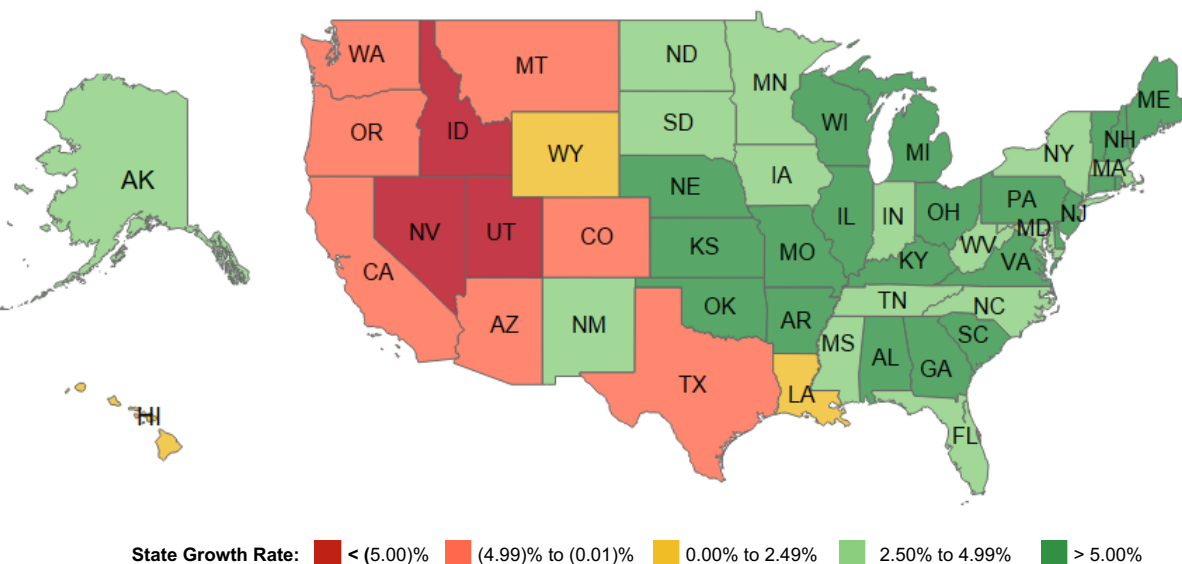 WA
MT
ND
MN
ME
OR
ID
SD
WI
NH
WY
MI
NY
MA
AK
IA
NE
PA
NV
UT
CO
KS
MO
IL
IN
OH
NJ
MD
WV
VA
CA
KY
AZ
NM
OK
AR
TN
NC
SC
MS
AL
GA
TX
LA
HI
FL
State Growth Rate: < (5.00)% (4.99)% to (0.01)% 0.00% to 2.49% 2.50% to 4.99% > 5.00%